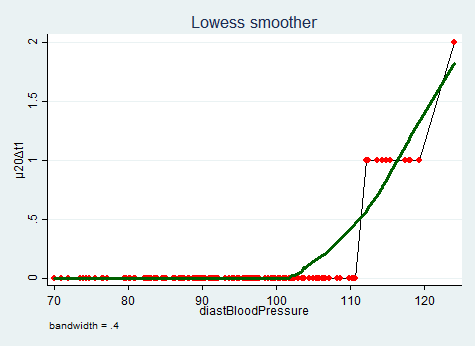 Lowess smoother
μ20Δt1
2
1.5
1
.5
0
70 80 90 100 110 120
diastBloodPressure
bandwidth = .4